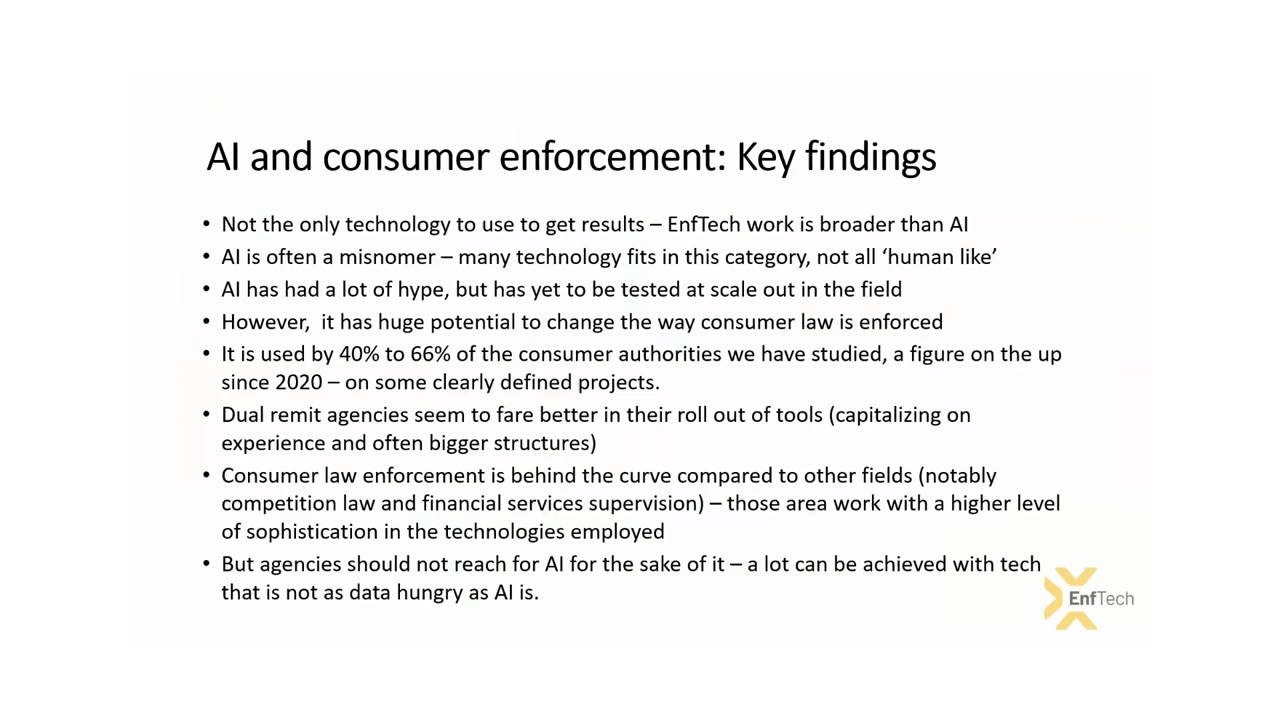 AI and consumer enforcement: Key findings
• Not the only technology to use to get results – EnfTech work is broader than AI
• AI is often a misnomer – many technology fits in this category, not all ‘human like’
• AI has had a lot of hype, but has yet to be tested at scale out in the field
• However,  it has huge potential to change the way consumer law is enforced
• It is used by 40% to 66% of the consumer authorities we have studied, a figure on the up
since 2020 – on some clearly defined projects.
• Dual remit agencies seem to fare better in their roll out of tools (capitalizing on
experience and often bigger structures)
• Consumer law enforcement is behind the curve compared to other fields (notably
competition law and financial services supervision) – those area work with a higher level
of sophistication in the technologies employed
• But agencies should not reach for AI for the sake of it – a lot can be achieved with tech
that is not as data hungry as AI is.
EnfTech